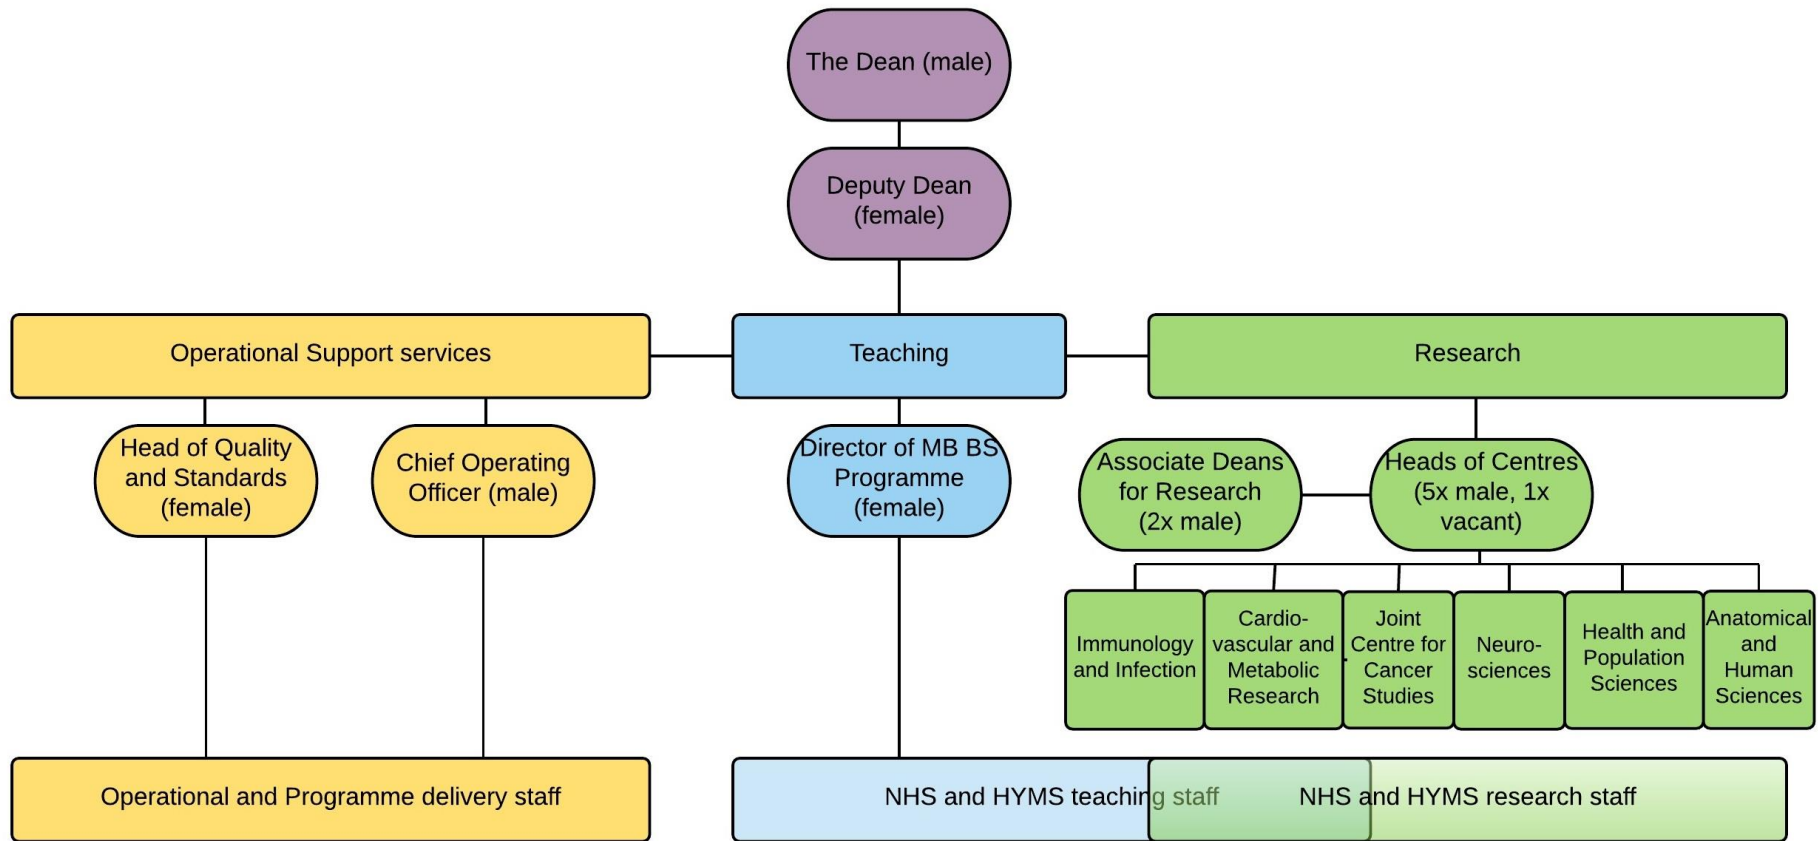 The Dean (male)
Deputy Dean
(female)
Operational Support services
Teaching
Research
Head of Quality
and Standards
(female)
Chief Operating
Officer (male)
Director of MB BS
Programme
(female)
Associate Deans
for Research
(2x male)
Heads of Centres
(5x male, 1x
vacant)
Immunology
and Infection
Cardio-
vascular and
Metabolic
Research
Joint
Centre for
Cancer
Studies
Neuro-
sciences
Health and
Population
Sciences
Anatomical
and
Human
Sciences
Operational and Programme delivery staff
NHS and HYMS teaching staff
NHS and HYMS research staff